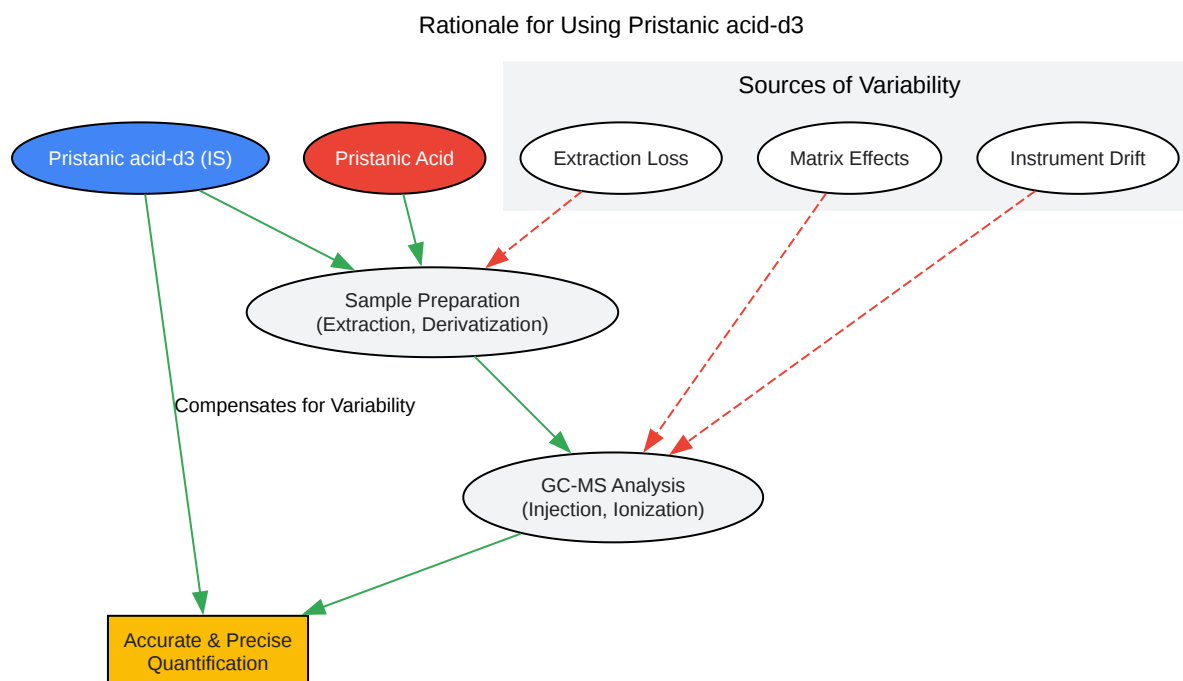 Rationale for Using Pristanic acid-d3
Sources of Variability
Pristanic acid-d3 (IS)
Pristanic Acid
Extraction Loss
Matrix Effects
Instrument Drift
Sample Preparation
(Extraction, Derivatization)
Compensates for Variability
GC-MS Analysis
(Injection, Ionization)
Accurate & Precise
Quantification